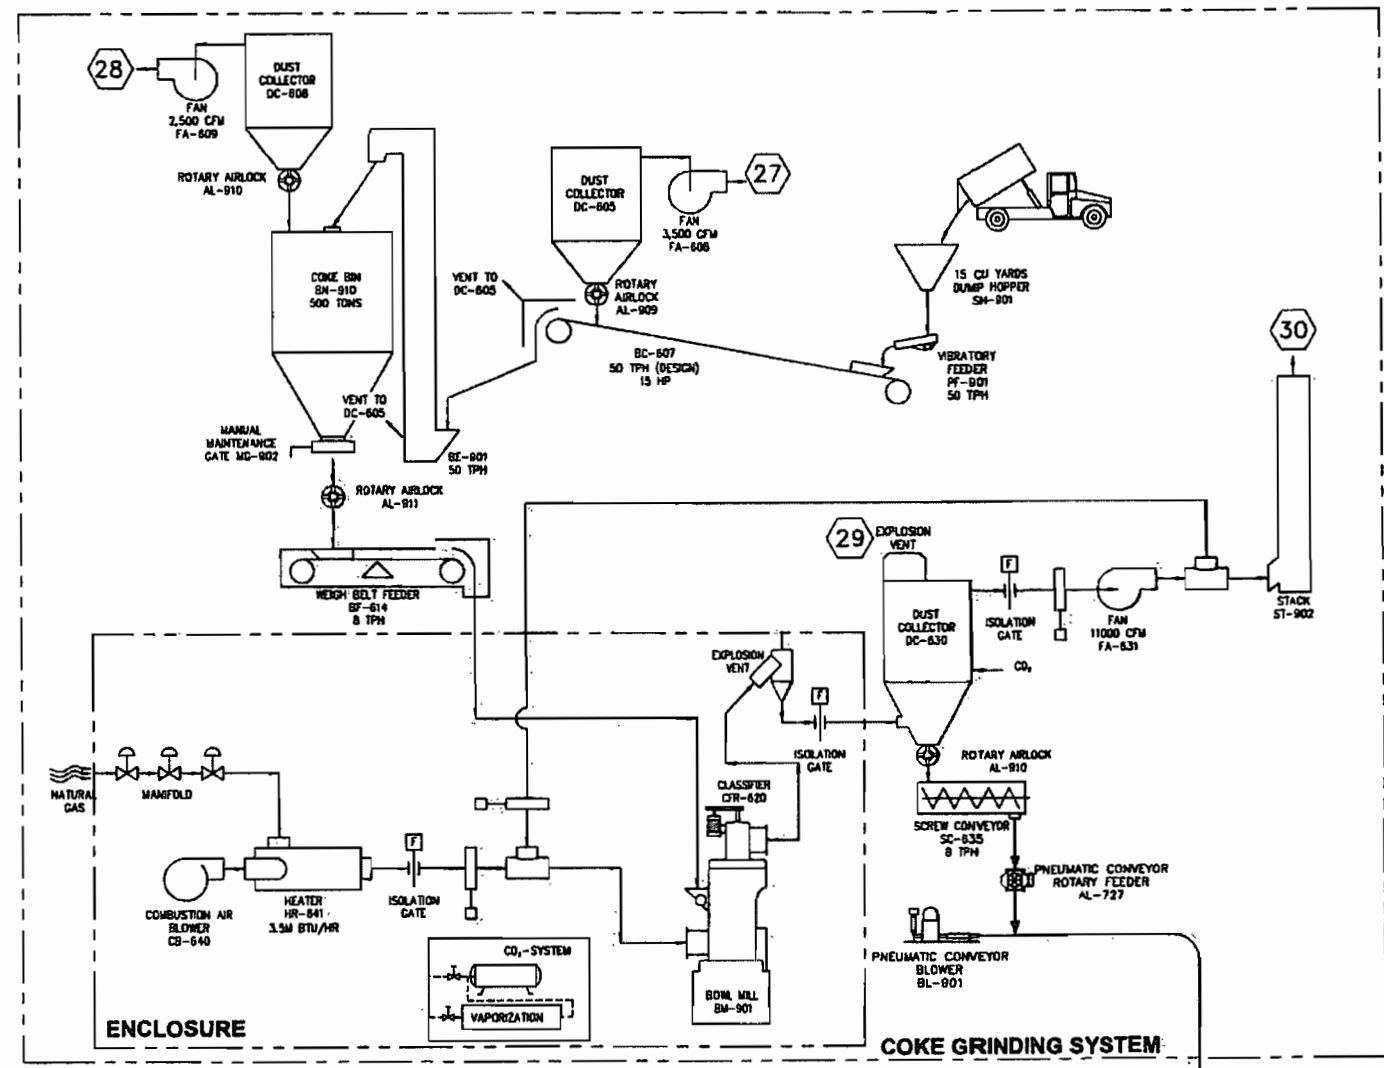 28
DUST
COLLECTOR
DC-608
FAN
2,500 CFM
FA-609
ROTARY AIRLOCK
AL-910
COKE BIN
BN-910
500 TONS
DUST
COLLECTOR
DC-605
27
FAN
3,500 CFM
FA-606
VENT TO
DC-605
ROTARY
AIRLOCK
AL-909
15 CU YARDS
DUMP HOPPER
SH-901
BC-607
50 TPH (DESIGN)
15 HP
VIBRATORY
FEEDER
PF-901
50 TPH
30
VENT TO
DC-605
MANUAL
MAINTENANCE
GATE MG-902
BE-901
50 TPH
ROTARY AIRLOCK
AL-911
29
EXPLOSION
VENT
WEIGH BELT FEEDER
BF-614
8 TPH
DUST
COLLECTOR
DC-630
F
ISOLATION
GATE
FAN
11000 CFM
FA-631
STACK
ST-902
CO₂
EXPLOSION
VENT
F
ISOLATION
GATE
ROTARY AIRLOCK
AL-910
NATURAL
GAS
MANIFOLD
CLASSIFIER
CFR-620
SCREW CONVEYOR
SC-635
8 TPH
F
ISOLATION
GATE
HEATER
HR-641
3.5M BTU/HR
COMBUSTION AIR
BLOWER
CB-640
PNEUMATIC CONVEYOR
ROTARY FEEDER
AL-727
CO₂-SYSTEM
VAPORIZATION
BOWL MILL
BM-901
PNEUMATIC CONVEYOR
BLOWER
BL-901
ENCLOSURE
COKE GRINDING SYSTEM